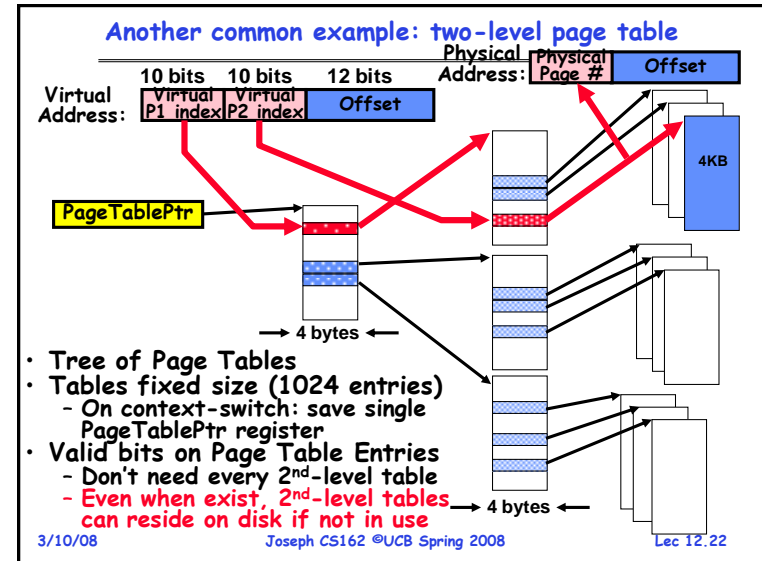 Another common example: two-level page table
Physical Address:
Physical Page #
Offset
10 bits 10 bits 12 bits
Virtual Address:
Virtual P1 index
Virtual P2 index
Offset
4KB
PageTablePtr
4 bytes
• Tree of Page Tables
• Tables fixed size (1024 entries)
– On context-switch: save single
PageTablePtr register
• Valid bits on Page Table Entries
– Don't need every 2nd-level table
– Even when exist, 2nd-level tables
can reside on disk if not in use
4 bytes
3/10/08 Joseph CS162 ©UCB Spring 2008 Lec 12.22